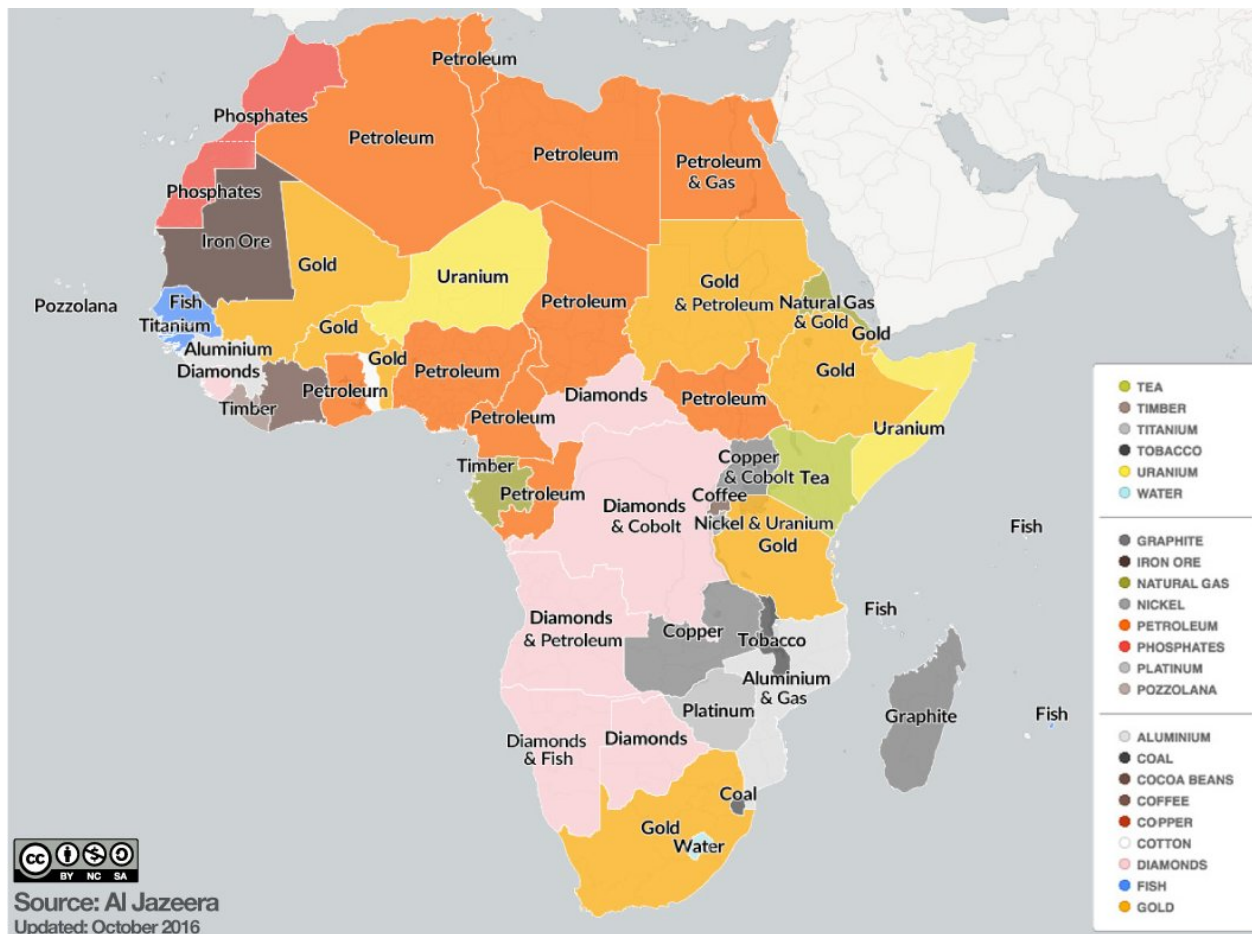 Petroleum
Phosphates
Petroleum
Petroleum
Petroleum
& Gas
Phosphates
Iron Ore
Gold
Uranium
Pozzolana
Fish
Titanium
Gold
Petroleum
Gold
& Petroleum
Natural Gas
& Gold
Gold
Aluminium
Diamonds
Timber
Petroleum
Gold
Petroleum
Gold
Diamonds
Petroleum
Petroleum
Uranium
Timber
Petroleum
Copper
& Cobolt
Tea
Coffee
Diamonds
& Cobolt
Nickel & Uranium
Gold
Fish
Fish
Diamonds
& Petroleum
Copper
Tobacco
Aluminium
& Gas
Platinum
Graphite
Fish
Diamonds
& Fish
Diamonds
Coal
Gold
Water
TEA
TIMBER
TITANIUM
TOBACCO
URANIUM
WATER
GRAPHITE
IRON ORE
NATURAL GAS
NICKEL
PETROLEUM
PHOSPHATES
PLATINUM
POZZOLANA
ALUMINIUM
COAL
COCOA BEANS
COFFEE
COPPER
COTTON
DIAMONDS
FISH
GOLD
cc
BY NC SA
Source: Al Jazeera
Updated: October 2016